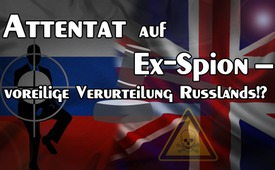 Attentat auf
Ex-Spion –
voreilige Verurteilung Russlands!?